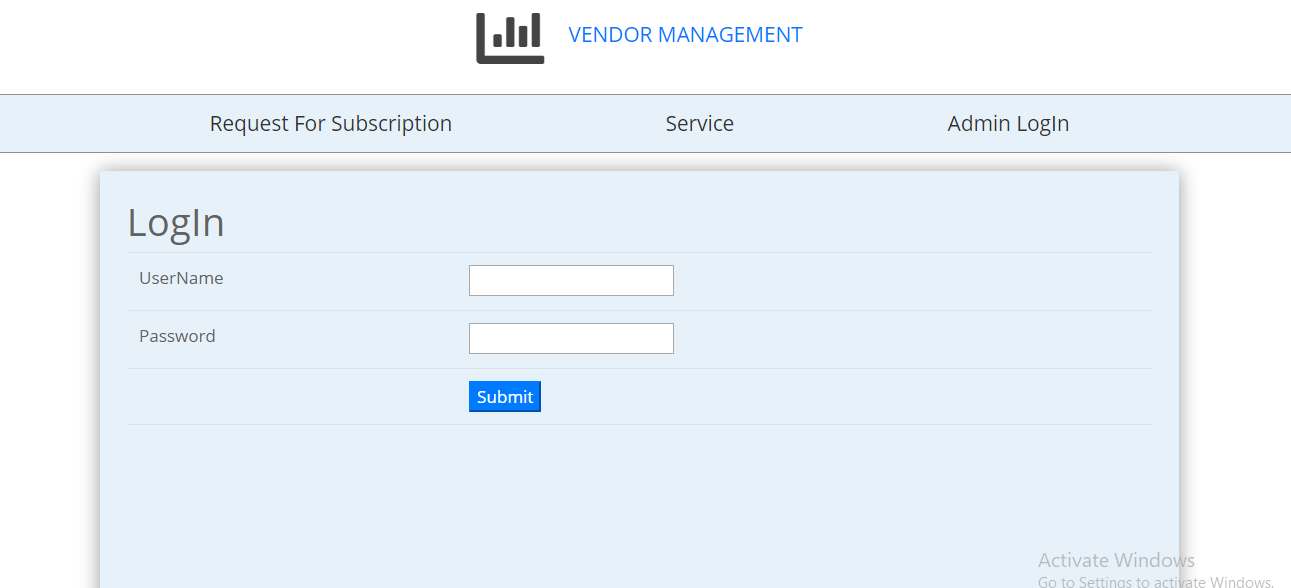 VENDOR MANAGEMENT
Request For Subscription Service Admin LogIn
LogIn
UserName
Password
Submit
Activate Windows
Go to Settings to activate Windows.